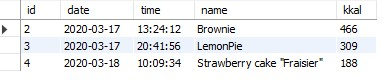 id date time name kkal
2 2020-03-17 13:24:12 Brownie 466
3 2020-03-17 20:41:56 LemonPie 309
4 2020-03-18 10:09:34 Strawberry cake "Fraisier" 188